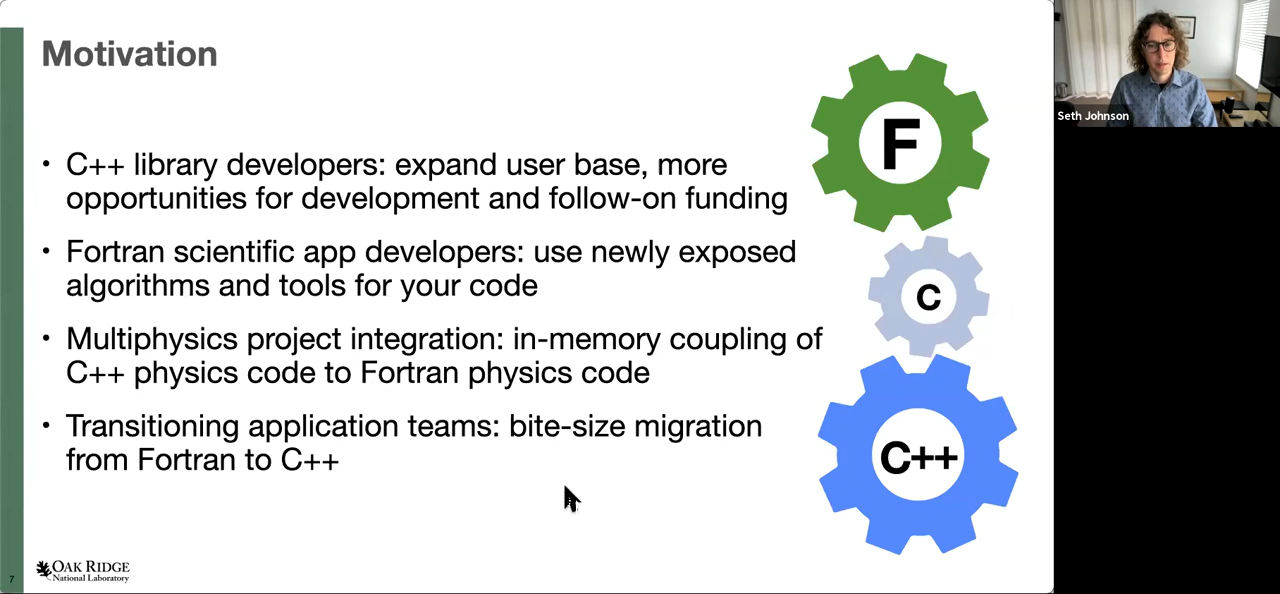 Motivation
• C++ library developers: expand user base, more
opportunities for development and follow-on funding
• Fortran scientific app developers: use newly exposed
algorithms and tools for your code
• Multiphysics project integration: in-memory coupling of
C++ physics code to Fortran physics code
• Transitioning application teams: bite-size migration
from Fortran to C++
F
C
C++
7
OAK RIDGE
National Laboratory
Seth Johnson